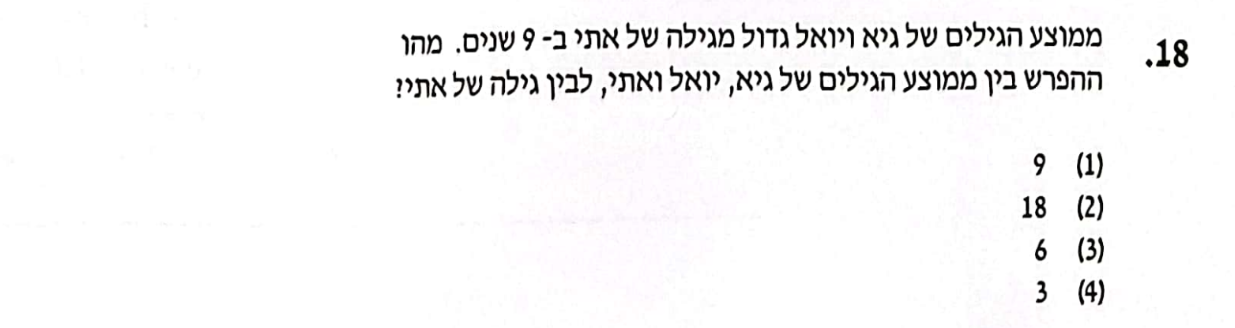 18. ממוצע הגילים של גיא ויואל גדול מגילה של אתי ב- 9 שנים. מהו
ההפרש בין ממוצע הגילים של גיא, יואל ואתי, לבין גילה של אתי?
(1) 9
(2) 18
(3) 6
(4) 3